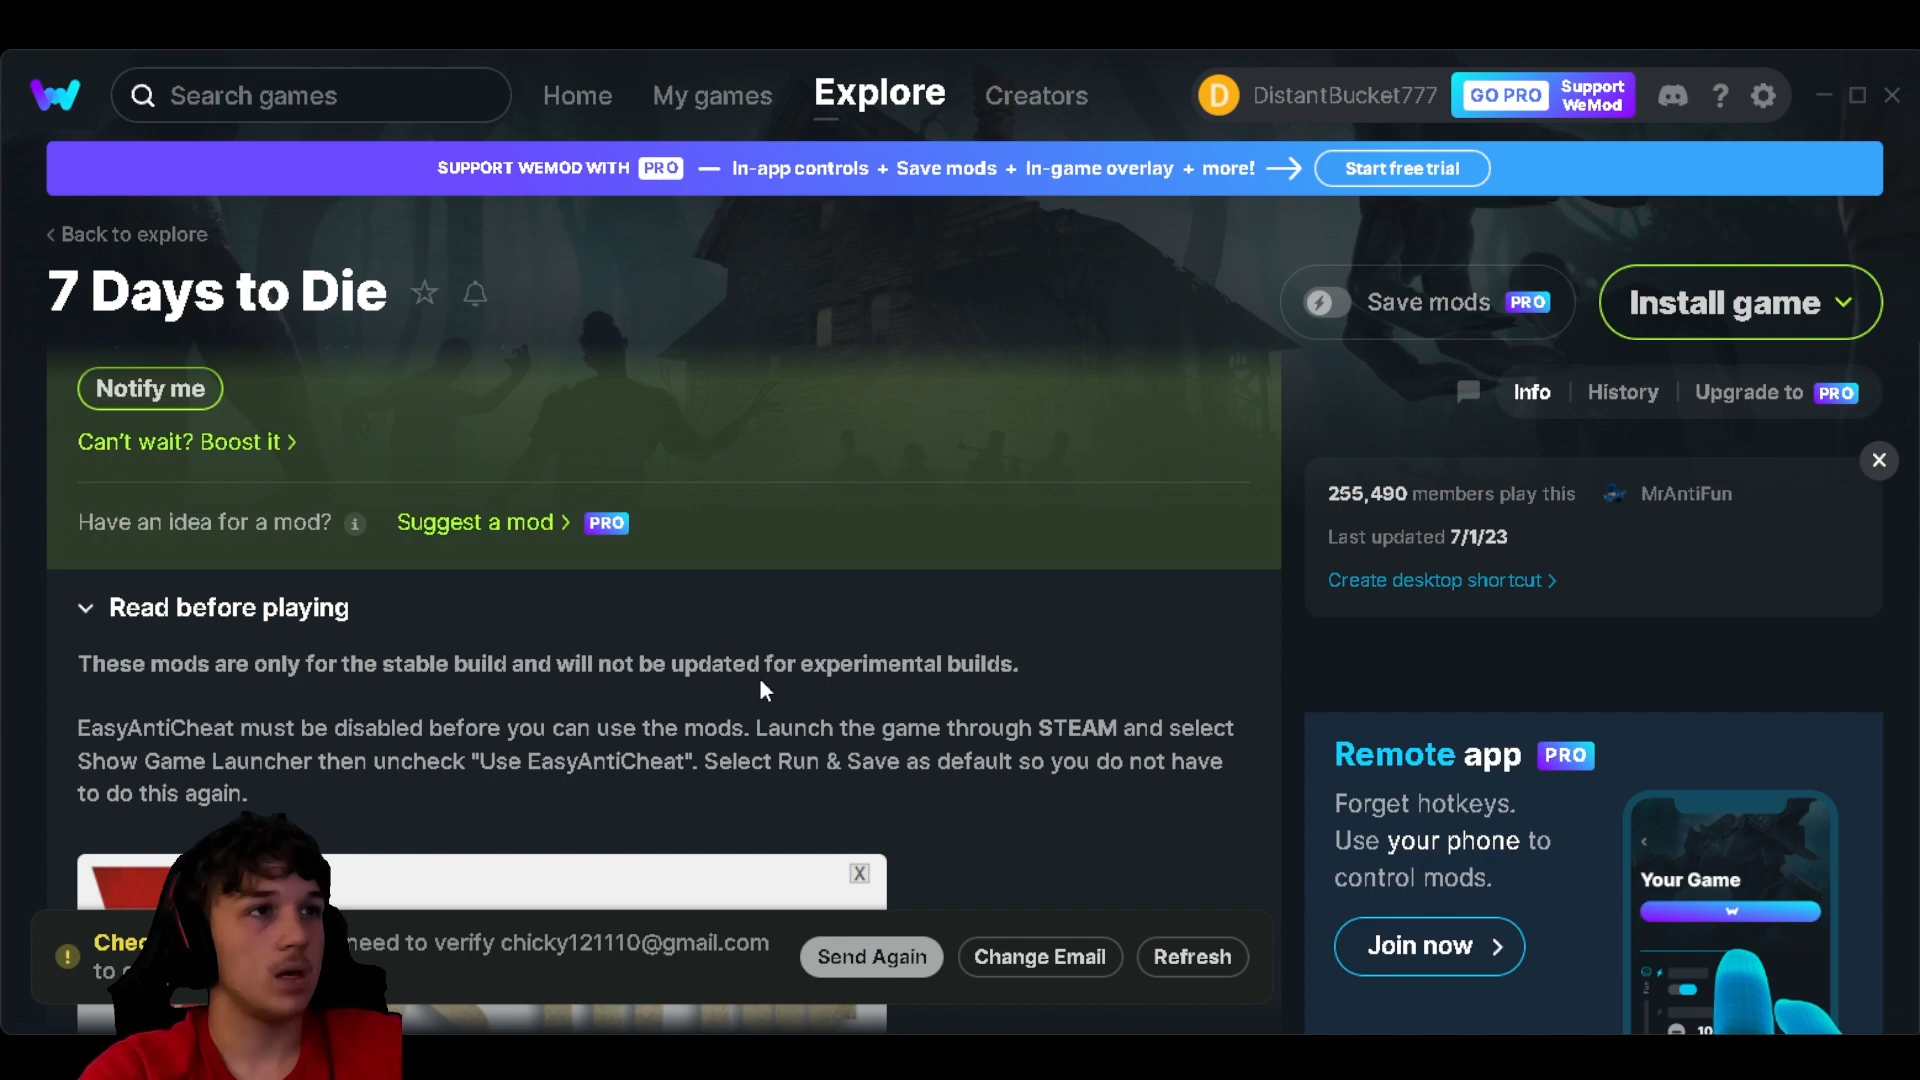 Search games
Home
My games
Explore
Creators
D
DistantBucket777
GO PRO
Support
WeMod
?
SUPPORT WEMOD WITH PRO — In-app controls + Save mods + In-game overlay + more!
Start free trial
Back to explore
7 Days to Die
Save mods PRO
Install game
Notify me
Info
History
Upgrade to PRO
Can't wait? Boost it
255,490 members play this
MrAntiFun
Have an idea for a mod?
Suggest a mod
PRO
Last updated 7/1/23
Create desktop shortcut
Read before playing
These mods are only for the stable build and will not be updated for experimental builds.
EasyAntiCheat must be disabled before you can use the mods. Launch the game through STEAM and select
Show Game Launcher then uncheck "Use EasyAntiCheat". Select Run & Save as default so you do not have
to do this again.
Remote app PRO
Forget hotkeys.
Use your phone to
control mods.
Join now
Your Game
10
X
need to verify chicky121110@gmail.com
to
Send Again
Change Email
Refresh